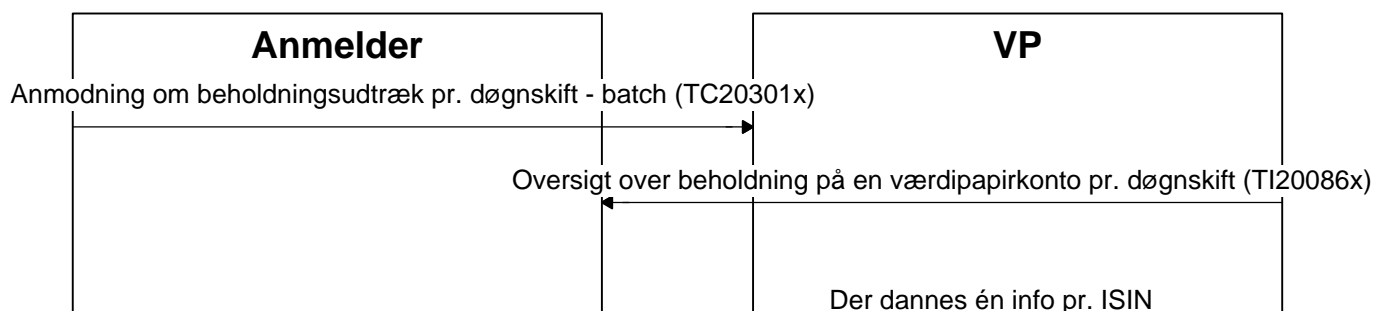 Anmelder
VP
Anmodning om beholdningsudtræk pr. døgnskift - batch (TC20301x)
Oversigt over beholdning på en værdipapirkonto pr. døgnskift (TI20086x)
Der dannes én info pr. ISIN